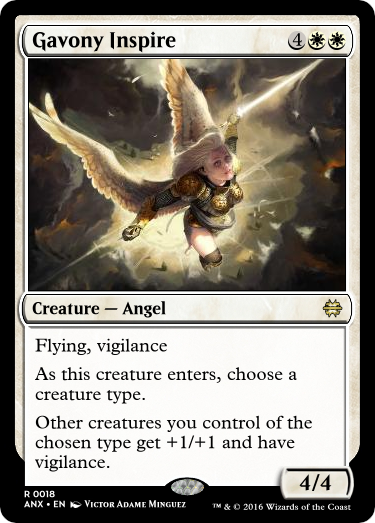 Gavony Inspire 4
Creature — Angel
Flying, vigilance
As this creature enters, choose a
creature type.
Other creatures you control of the
chosen type get +1/+1 and have
vigilance.
4/4
R 0018
ANX • EN Victor Adame Minguez
™ & © 2016 Wizards of the Coast